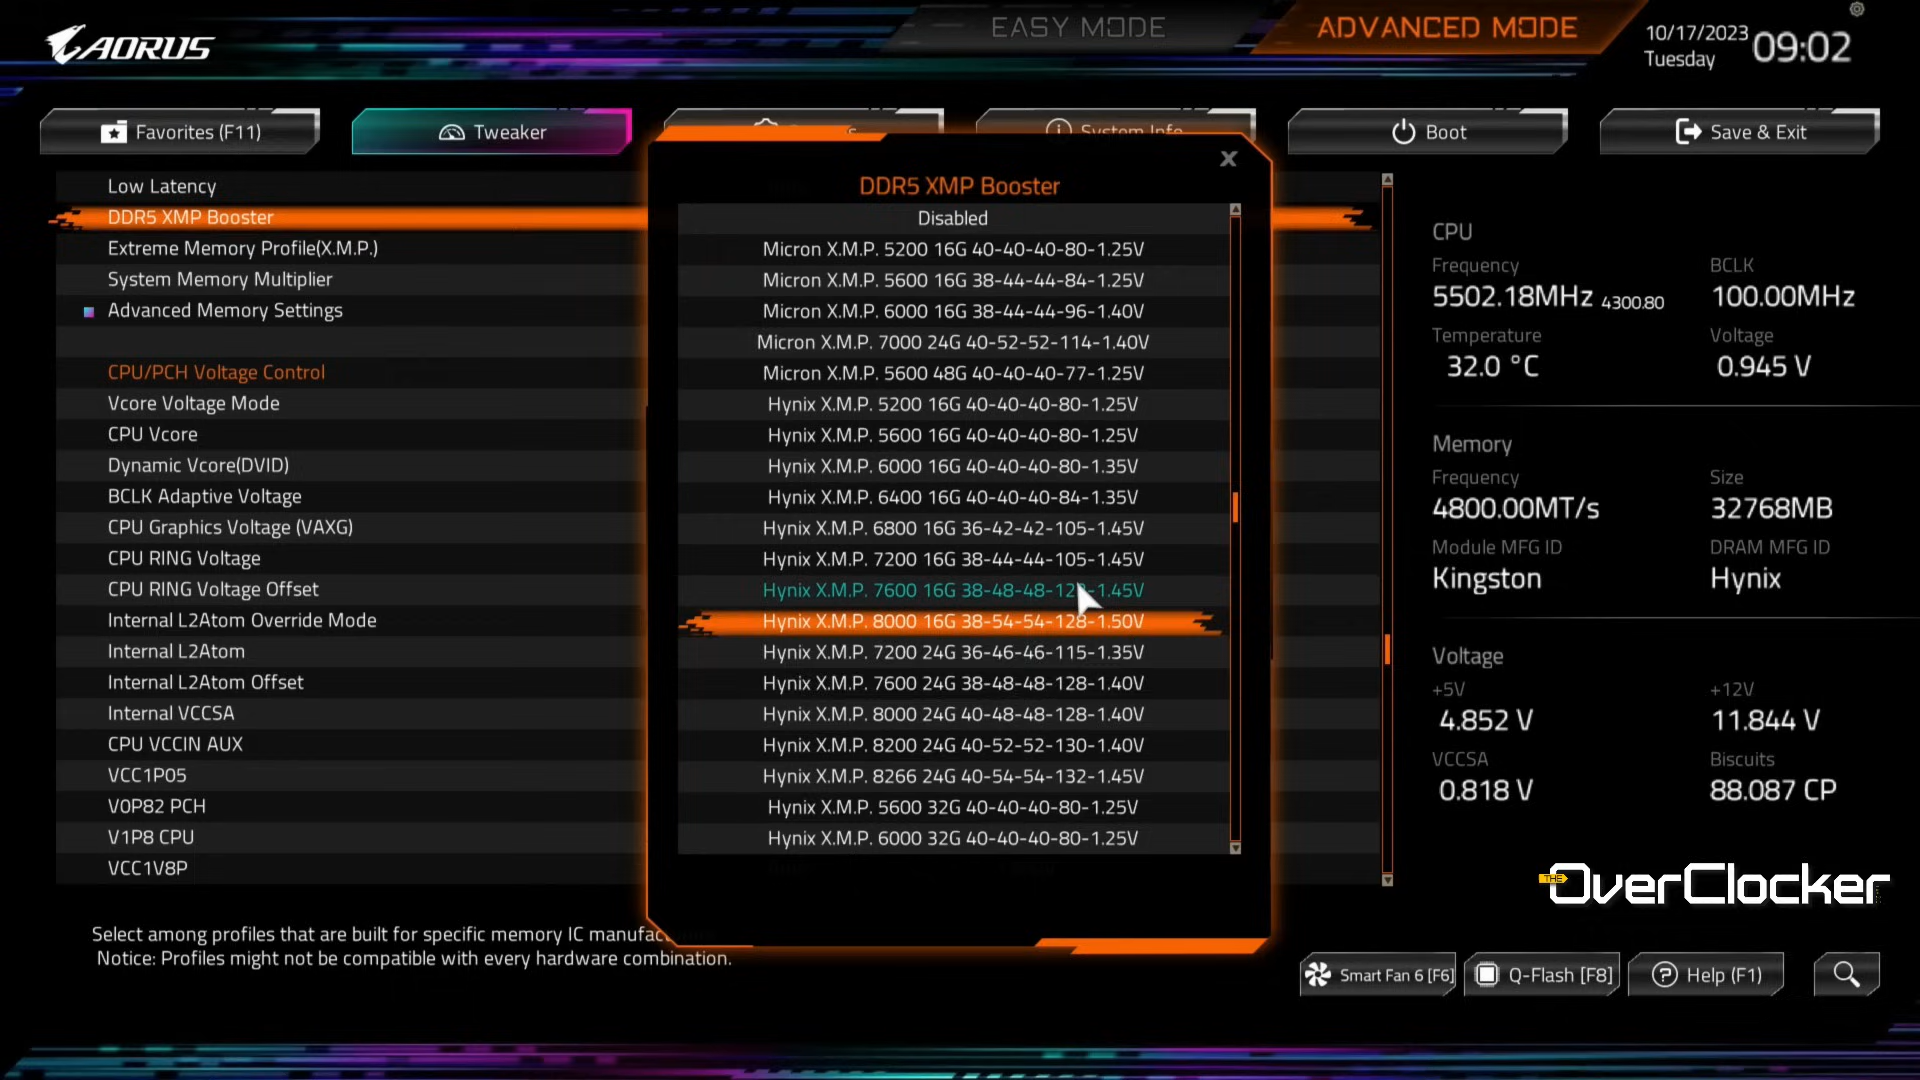 AORUS
EASY MODE
ADVANCED MODE
10/17/2023
Tuesday
09:02
Favorites (F11)
Tweaker
System Info
Boot
Save & Exit
Low Latency
DDR5 XMP Booster
Extreme Memory Profile(X.M.P.)
System Memory Multiplier
Advanced Memory Settings
CPU/PCH Voltage Control
Vcore Voltage Mode
CPU Vcore
Dynamic Vcore(DVID)
BCLK Adaptive Voltage
CPU Graphics Voltage (VAXG)
CPU RING Voltage
CPU RING Voltage Offset
Internal L2Atom Override Mode
Internal L2Atom
Internal L2Atom Offset
Internal VCCSA
CPU VCCIN AUX
VCC1P05
V0P82 PCH
V1P8 CPU
VCC1V8P
X
DDR5 XMP Booster
Disabled
Micron X.M.P. 5200 16G 40-40-40-80-1.25V
Micron X.M.P. 5600 16G 38-44-44-84-1.25V
Micron X.M.P. 6000 16G 38-44-44-96-1.40V
Micron X.M.P. 7000 24G 40-52-52-114-1.40V
Micron X.M.P. 5600 48G 40-40-40-77-1.25V
Hynix X.M.P. 5200 16G 40-40-40-80-1.25V
Hynix X.M.P. 5600 16G 40-40-40-80-1.25V
Hynix X.M.P. 6000 16G 40-40-40-80-1.35V
Hynix X.M.P. 6400 16G 40-40-40-84-1.35V
Hynix X.M.P. 6800 16G 36-42-42-105-1.45V
Hynix X.M.P. 7200 16G 38-44-44-105-1.45V
Hynix X.M.P. 7600 16G 38-48-48-128-1.45V
Hynix X.M.P. 8000 16G 38-54-54-128-1.50V
Hynix X.M.P. 7200 24G 36-46-46-115-1.35V
Hynix X.M.P. 7600 24G 38-48-48-128-1.40V
Hynix X.M.P. 8000 24G 40-48-48-128-1.40V
Hynix X.M.P. 8200 24G 40-52-52-130-1.40V
Hynix X.M.P. 8266 24G 40-54-54-132-1.45V
Hynix X.M.P. 5600 32G 40-40-40-80-1.25V
Hynix X.M.P. 6000 32G 40-40-40-80-1.25V
CPU
Frequency BCLK
5502.18MHz 4300.80 100.00MHz
Temperature Voltage
32.0 °C 0.945 V
Memory
Frequency Size
4800.00MT/s 32768MB
Module MFG ID DRAM MFG ID
Kingston Hynix
Voltage
+5V +12V
4.852 V 11.844 V
VCCSA Biscuits
0.818 V 88.087 CP
THE OverClocker
Select among profiles that are built for specific memory IC manufac
Notice: Profiles might not be compatible with every hardware combination.
Smart Fan 6 [F6]
Q-Flash [F8]
Help (F1)